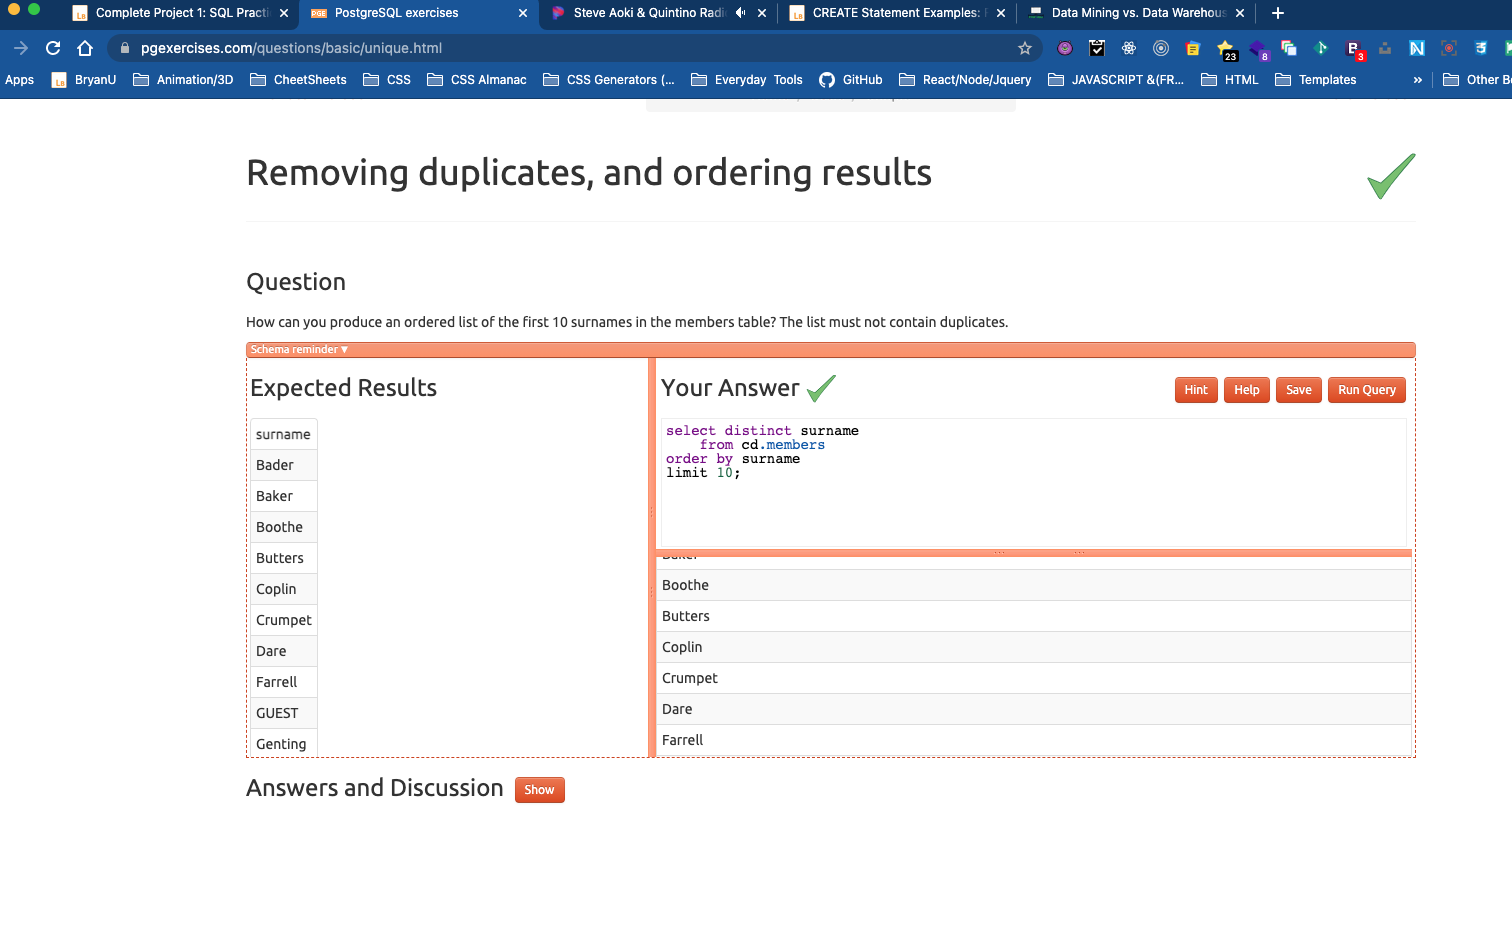 Complete Project 1: SQL Practi
PostgreSQL exercises
Steve Aoki & Quintino Radi
CREATE Statement Examples:
Data Mining vs. Data Warehous
pgexercises.com/questions/basic/unique.html
23
8
3
Apps
BryanU
Animation/3D
CheetSheets
CSS
CSS Almanac
CSS Generators (...
Everyday Tools
GitHub
React/Node/Jquery
JAVASCRIPT &(FR...
HTML
Templates
»
Other B
Removing duplicates, and ordering results
Question
How can you produce an ordered list of the first 10 surnames in the members table? The list must not contain duplicates.
Schema reminder ▼
Expected Results
surname
Bader
Baker
Boothe
Butters
Coplin
Crumpet
Dare
Farrell
GUEST
Genting
Your Answer
Hint
Help
Save
Run Query
select distinct surname
from cd.members
order by surname
limit 10;
Boothe
Butters
Coplin
Crumpet
Dare
Farrell
Answers and Discussion
Show